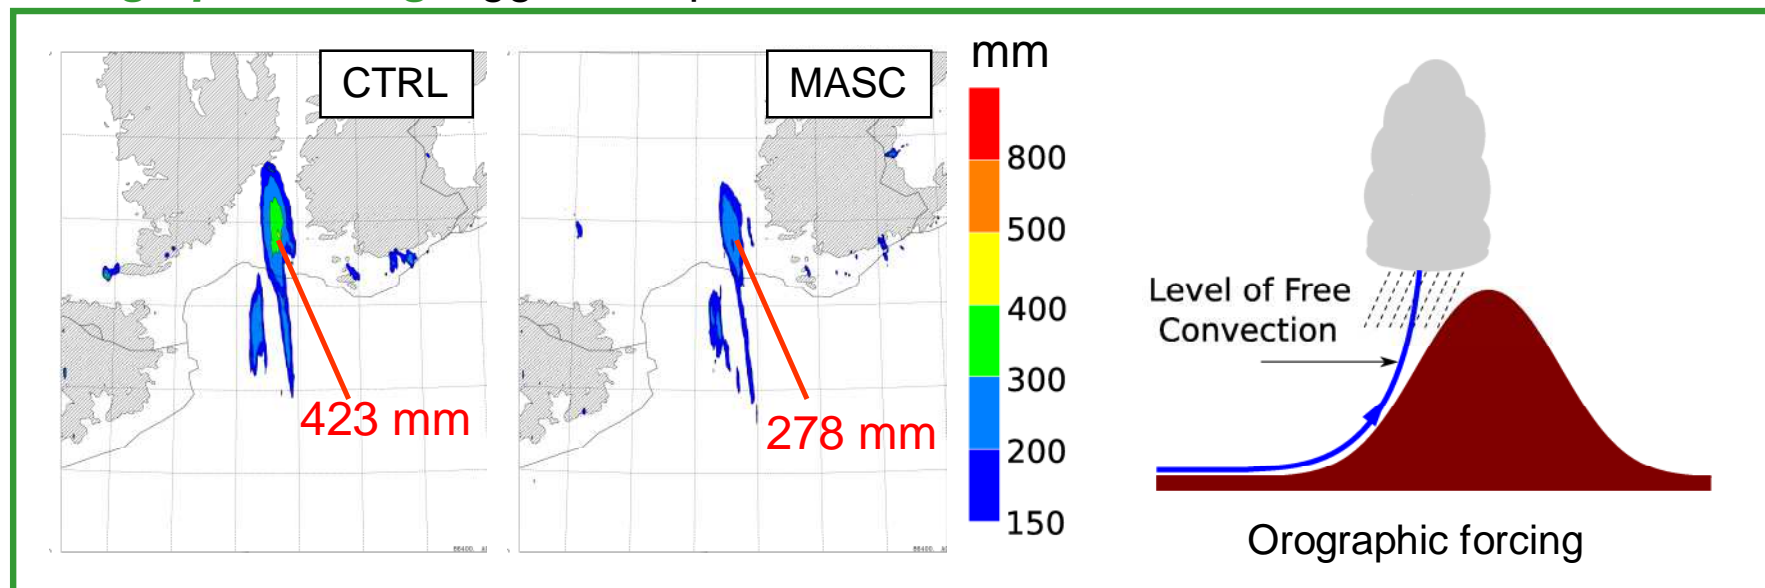 CTRL
MASC
mm
800
500
400
300
200
150
423 mm
278 mm
Level of Free
Convection
Orographic forcing